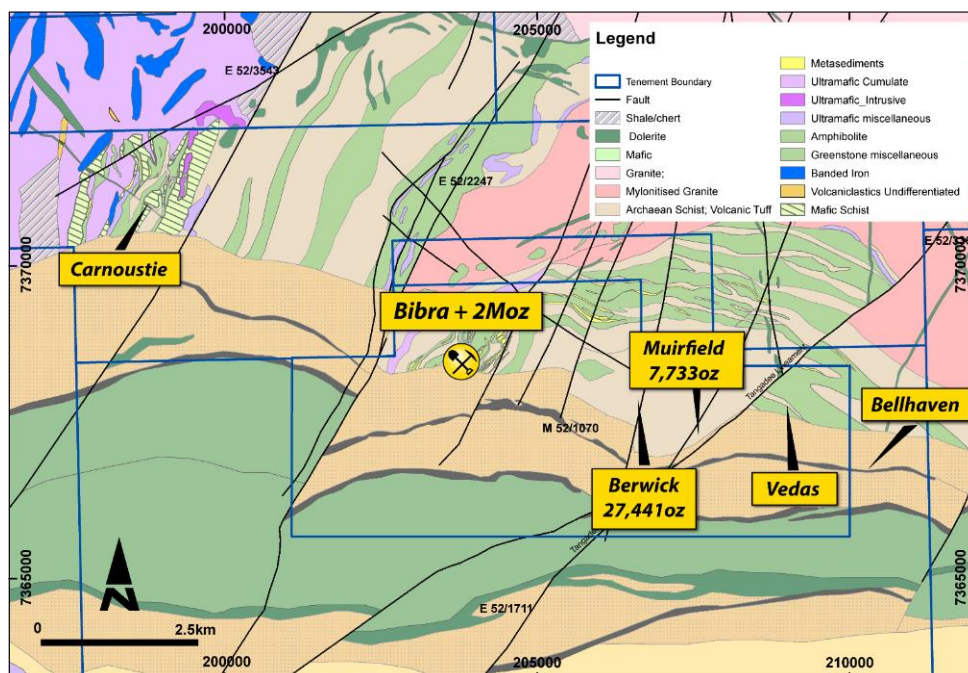 200000
205000
E 52/3543
Legend
Tenement Boundary
Fault
Shale/chert
Dolerite
Mafic
Granite;
Mylonitised Granite
Archaean Schist; Volcanic Tuff
Metasediments
Ultramafic Cumulate
Ultramafic_Intrusive
Ultramafic miscellaneous
Amphibolite
Greenstone miscellaneous
Banded Iron
Volcaniclastics Undifferentiated
Mafic Schist
E 52/2247
7370000
7370000
Carnoustie
Bibra + 2Moz
Muirfield
7,733oz
Tangadee Lineament
Bellhaven
M 52/1070
Berwick
27,441oz
Vedas
7365000
7365000
N
E 52/1711
0
2.5km
200000
205000
210000